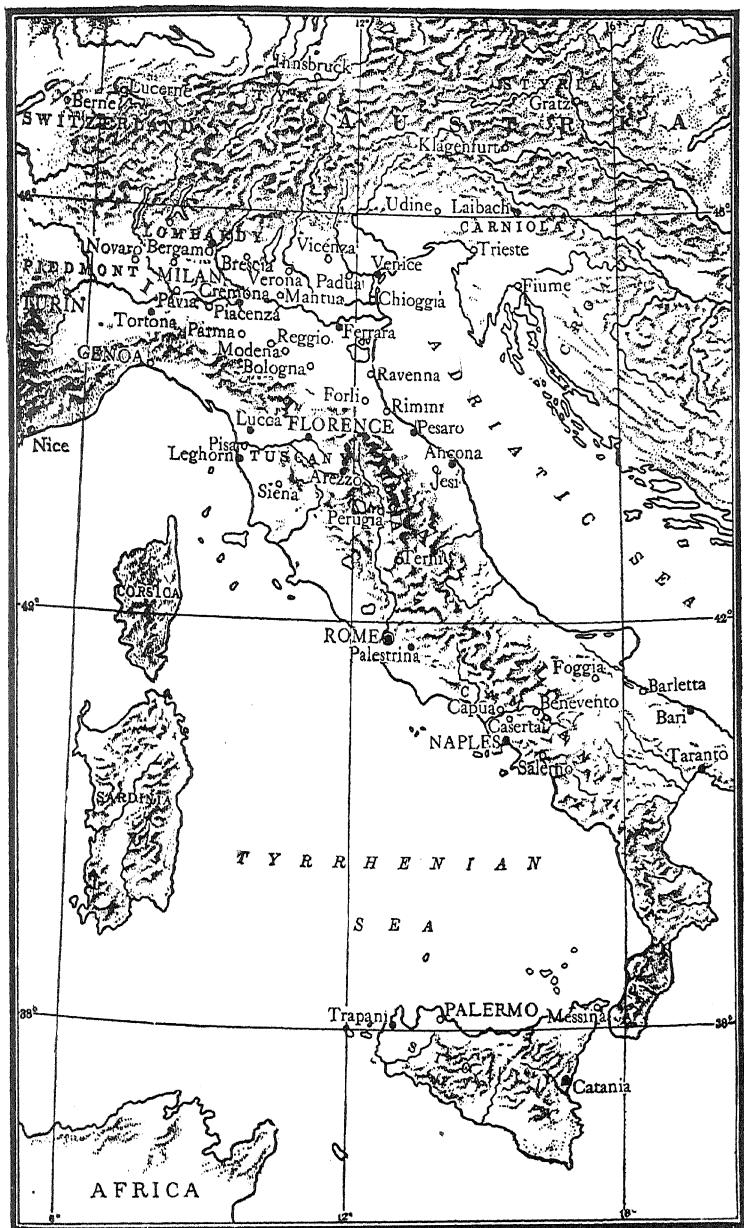 12°
Innsbruck
Lucerne
Berne
STYRIA
Gratz
SWITZERLAND
AUSTRIA
Klagenfurt
46°
Udine
Laibach
CARNIOLA
LOMBARDY
Novaro
Bergamo
Vicenza
Venice
Trieste
PIEDMONT
Brescia
MILAN
Verona
Padua
Fiume
TURIN
Pavia
Cremona
Mantua
Chioggia
Piacenza
Tortona
Parma
Reggio
Ferrara
GENOA
Modena
Bologna
ADRIATIC SEA
Ravenna
Forli
Rimini
Nice
Lucca
FLORENCE
Pesaro
Pisa
Leghorn
TUSCANY
Ancona
Arezzo
Jesi
Siena
Perugia
Terni
CORSICA
42°
42°
ROME
Palestrina
Foggia
Barletta
Capua
Benevento
Bari
Caserta
NAPLES
Taranto
Salerno
SARDINIA
TYRRHENIAN
SEA
38°
38°
Trapani
PALERMO
Messina
Catania
AFRICA
12°
18°